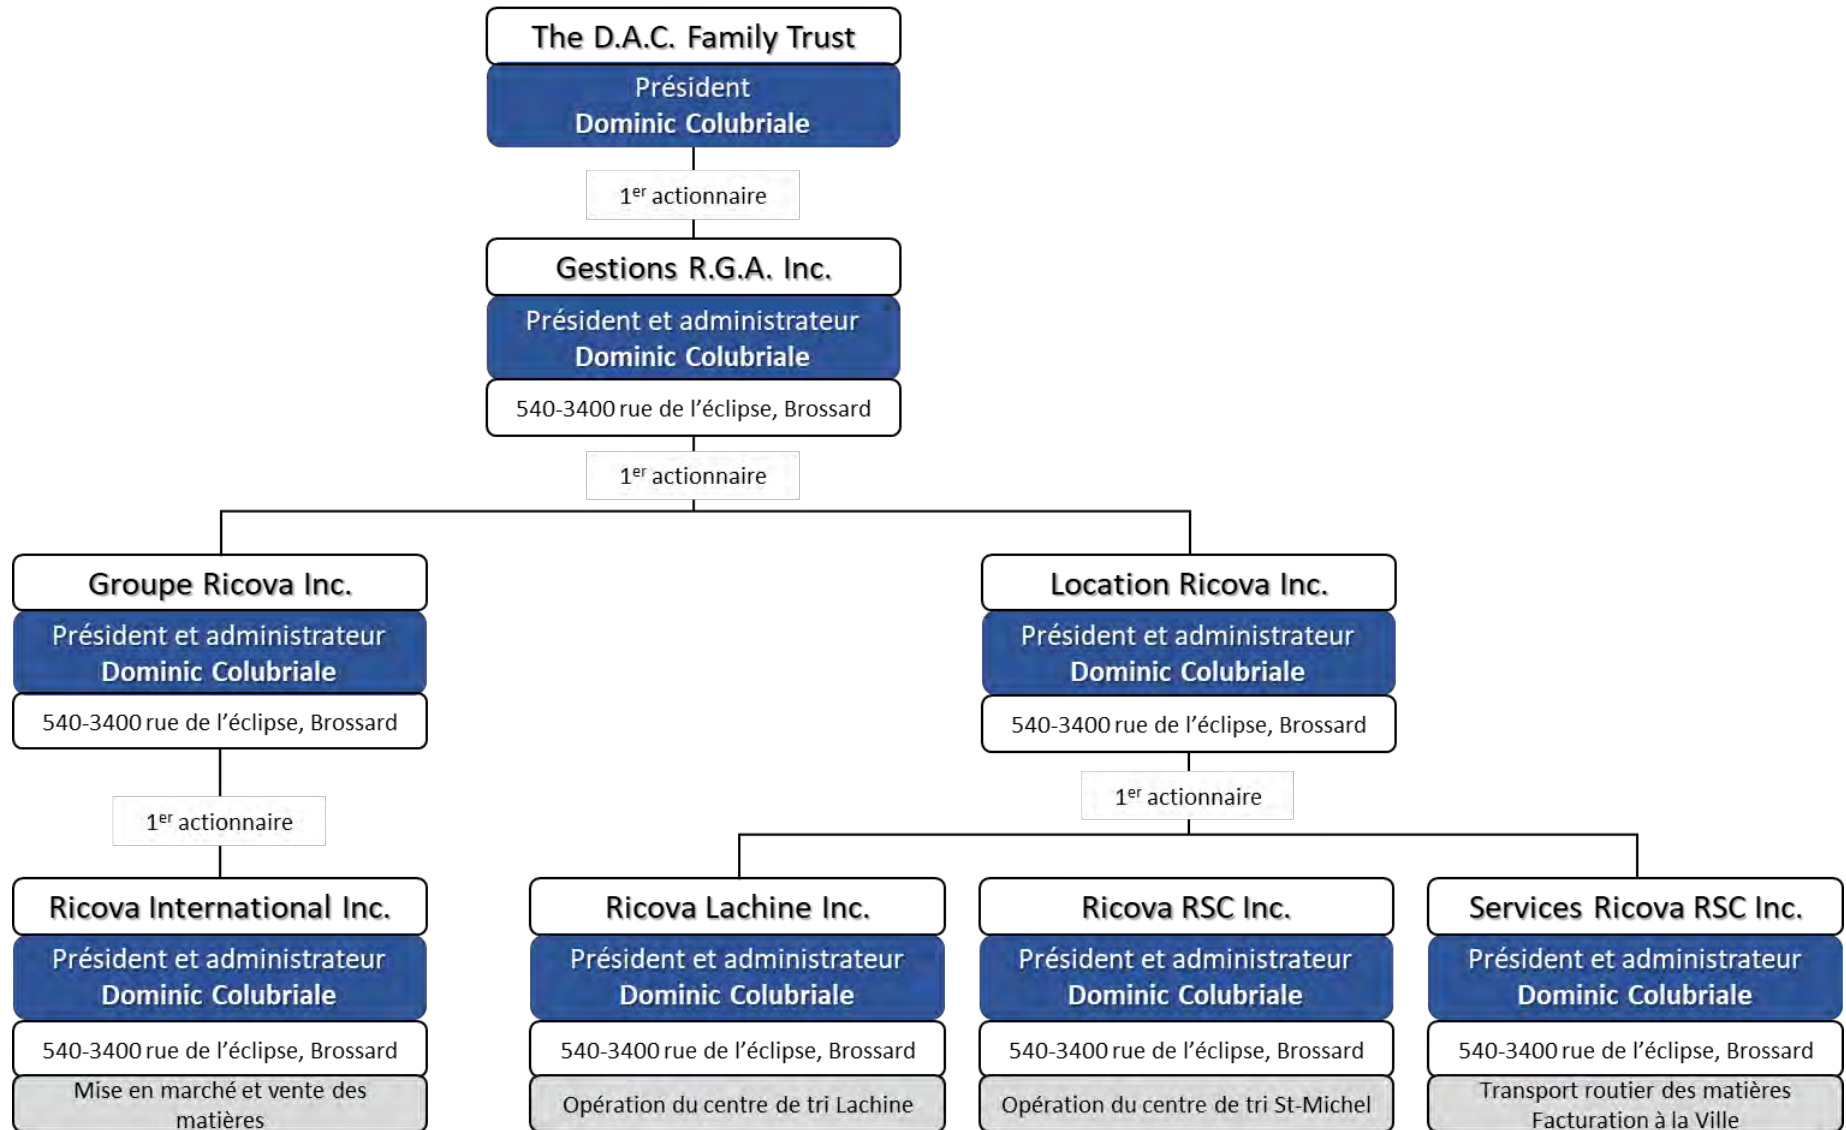 The D.A.C. Family Trust
Président
Dominic Colubriale
1er actionnaire
Gestions R.G.A. Inc.
Président et administrateur
Dominic Colubriale
540-3400 rue de l'éclipse, Brossard
1er actionnaire
Groupe Ricova Inc.
Président et administrateur
Dominic Colubriale
540-3400 rue de l'éclipse, Brossard
1er actionnaire
Ricova International Inc.
Président et administrateur
Dominic Colubriale
540-3400 rue de l'éclipse, Brossard
Mise en marché et vente des
matières
Location Ricova Inc.
Président et administrateur
Dominic Colubriale
540-3400 rue de l'éclipse, Brossard
1er actionnaire
Ricova Lachine Inc.
Président et administrateur
Dominic Colubriale
540-3400 rue de l'éclipse, Brossard
Opération du centre de tri Lachine
Ricova RSC Inc.
Président et administrateur
Dominic Colubriale
540-3400 rue de l'éclipse, Brossard
Opération du centre de tri St-Michel
Services Ricova RSC Inc.
Président et administrateur
Dominic Colubriale
540-3400 rue de l'éclipse, Brossard
Transport routier des matières
Facturation à la Ville